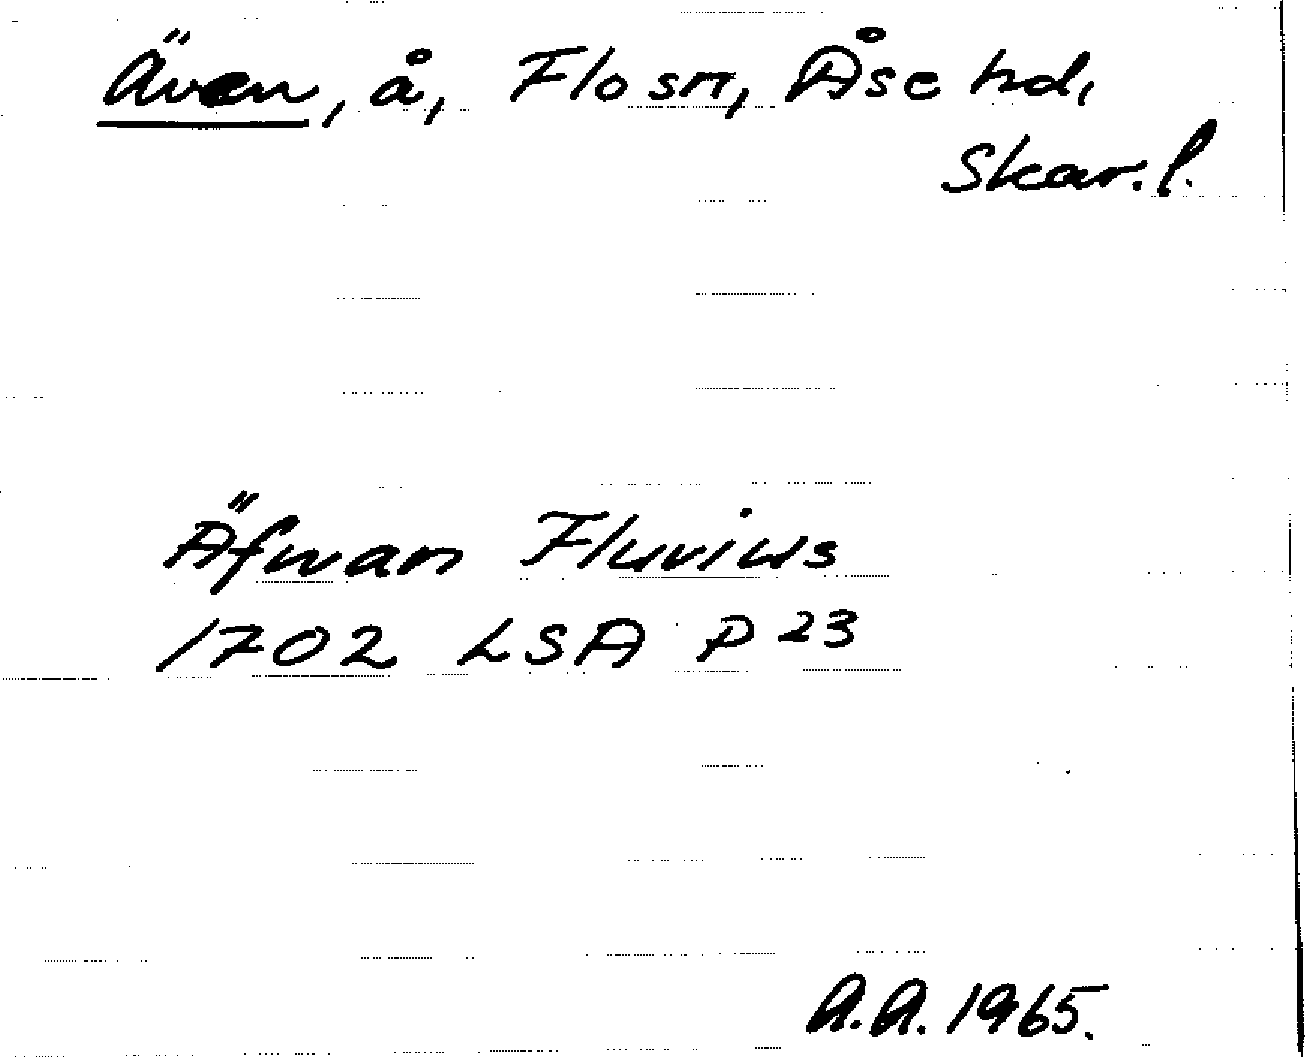 Även, å, Flo sn, Åse hd,
Skar. l.
Äfwan Fluvius
1702 LSA P 23
A.A. 1965.